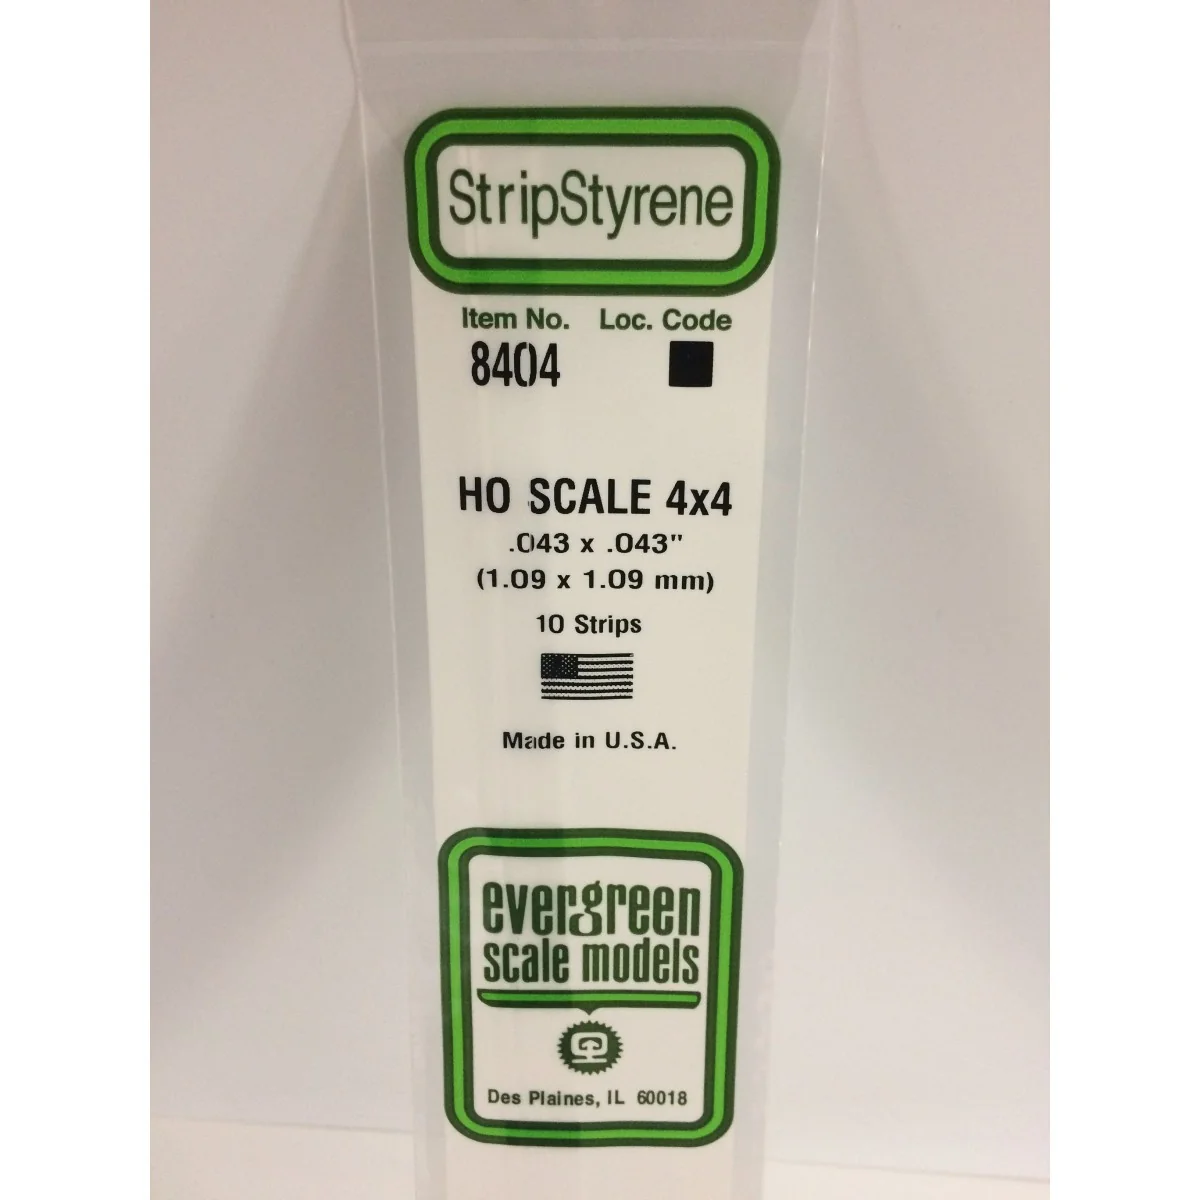 StripStyrene
Item No. Loc. Code
8404
HO SCALE 4x4
.043 x .043"
(1.09 x 1.09 mm)
10 Strips
Made in U.S.A.
evergreen
scale models
Des Plaines, IL 60018